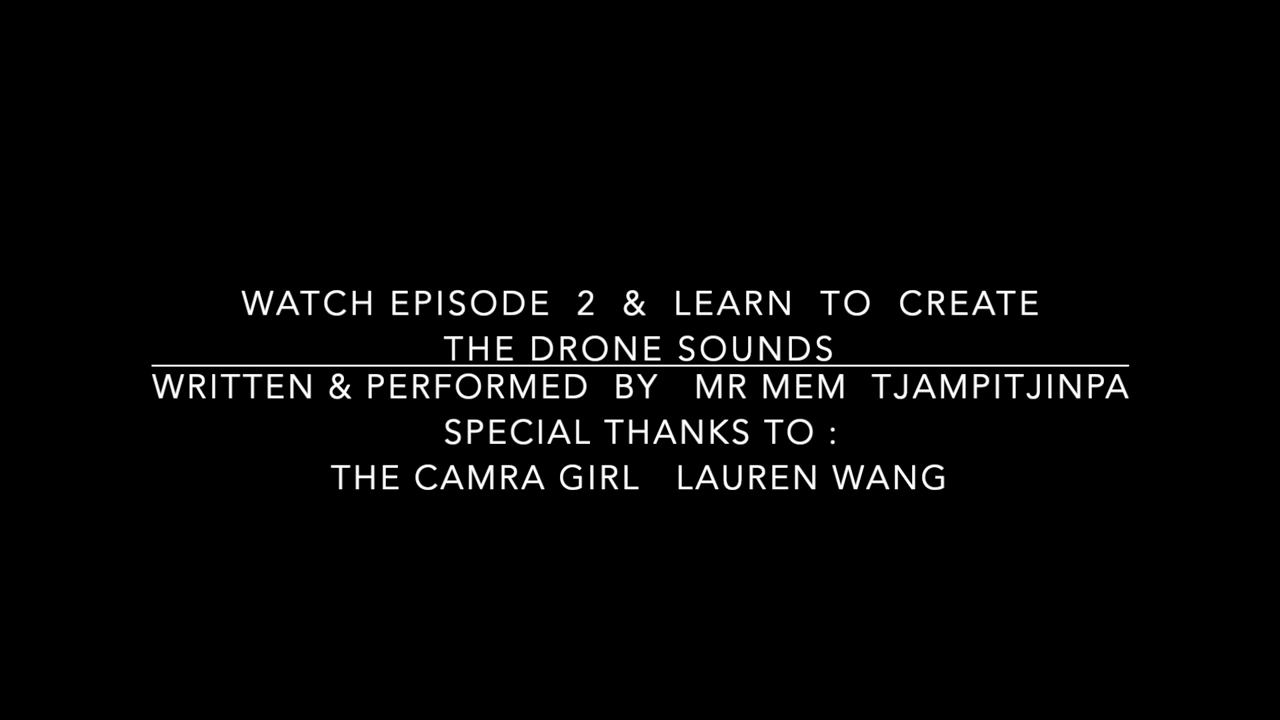 WATCH EPISODE 2 & LEARN TO CREATE
THE DRONE SOUNDS
WRITTEN & PERFORMED BY MR MEM TJAMPITJINPA
SPECIAL THANKS TO :
THE CAMRA GIRL LAUREN WANG